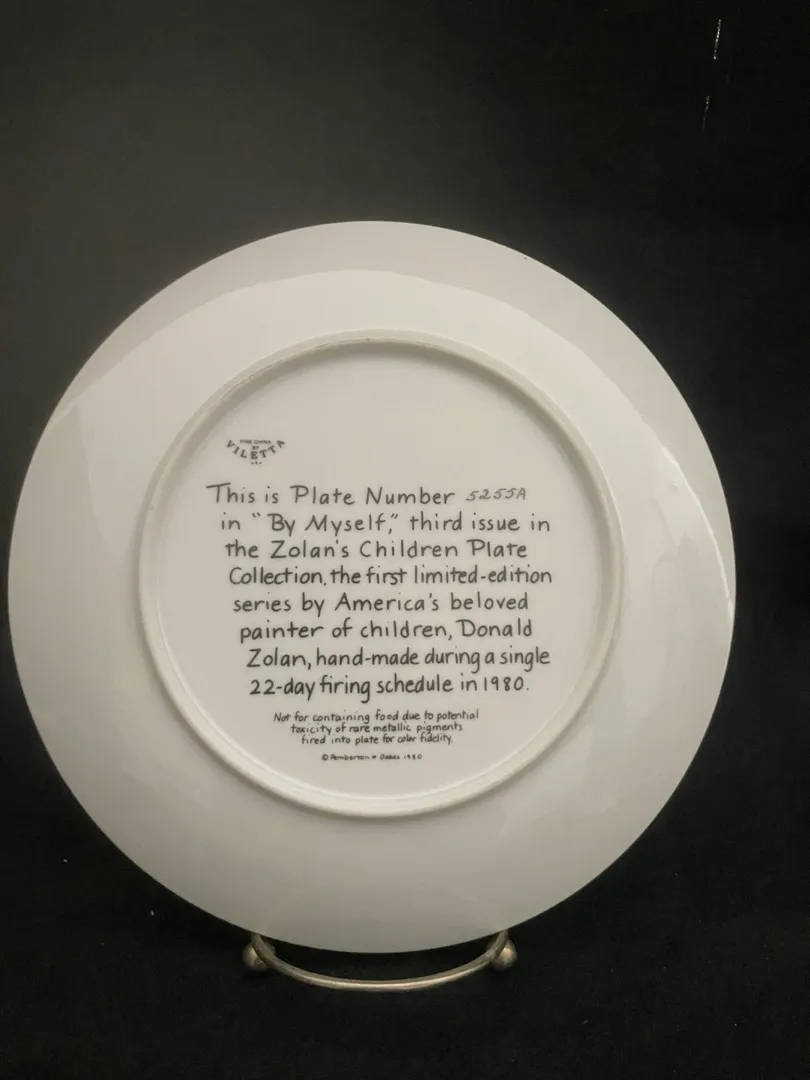 FINE CHINA
BY
VILETTA
This is Plate Number 5255A
in "By Myself," third issue in
the Zolan's Children Plate
Collection, the first limited-edition
series by America's beloved
painter of children, Donald
Zolan, hand-made during a single
22-day firing schedule in 1980.
Not for containing food due to potential
toxicity of rare metallic pigments
fired into plate for color fidelity.
© Pemberton & Oakes 1980